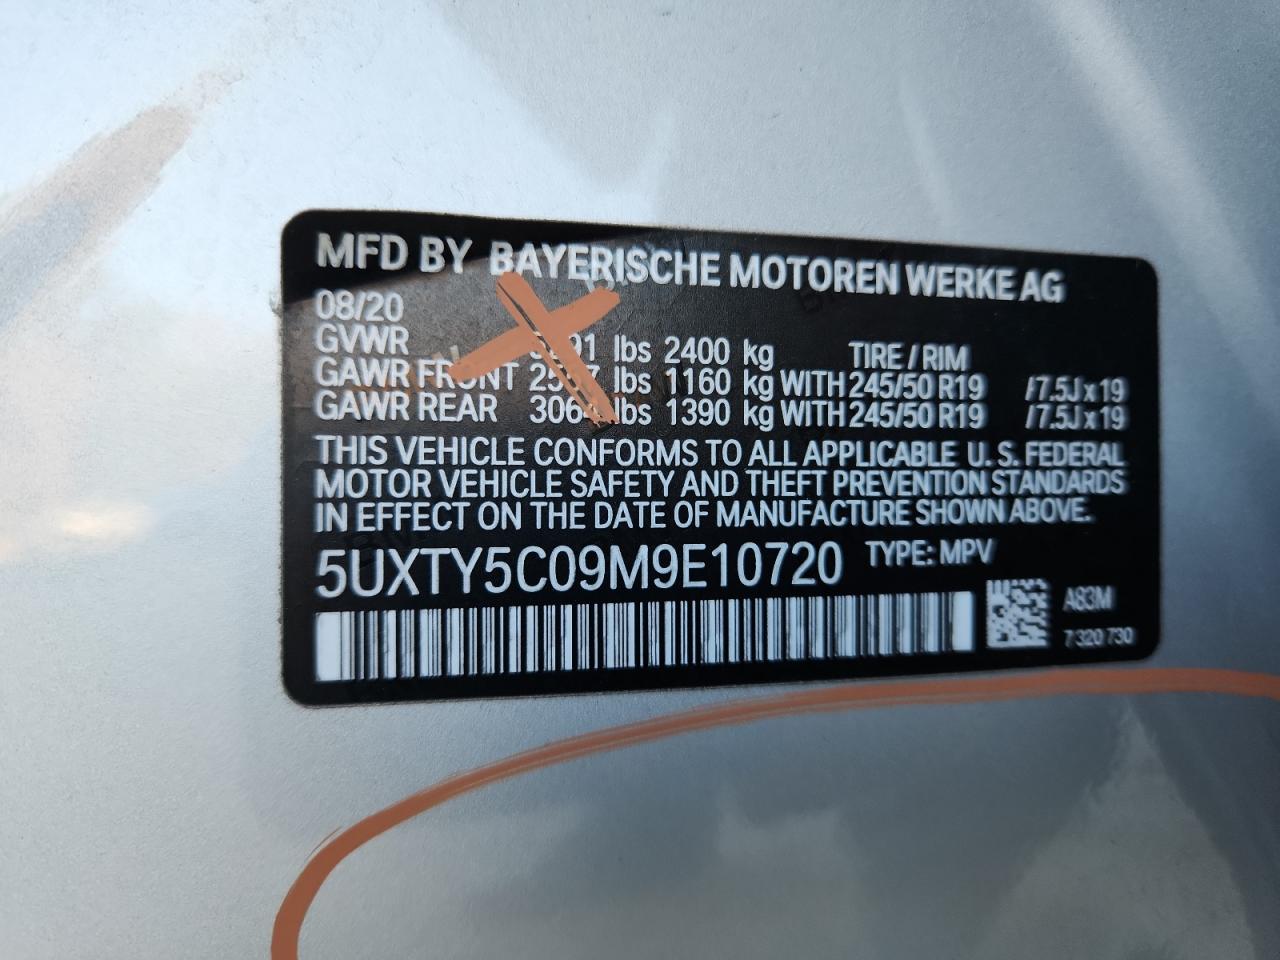 MFD BY BAYERISCHE MOTOREN WERKE AG
08/20
GVWR lbs 2400 kg TIRE / RIM
GAWR FRONT lbs 1160 kg WITH 245/50 R19 /7.5J x 19
GAWR REAR 3064 lbs 1390 kg WITH 245/50 R19 /7.5J x 19
THIS VEHICLE CONFORMS TO ALL APPLICABLE U. S. FEDERAL
MOTOR VEHICLE SAFETY AND THEFT PREVENTION STANDARDS
IN EFFECT ON THE DATE OF MANUFACTURE SHOWN ABOVE.
5UXTY5C09M9E10720 TYPE: MPV
A83M
7 320 730